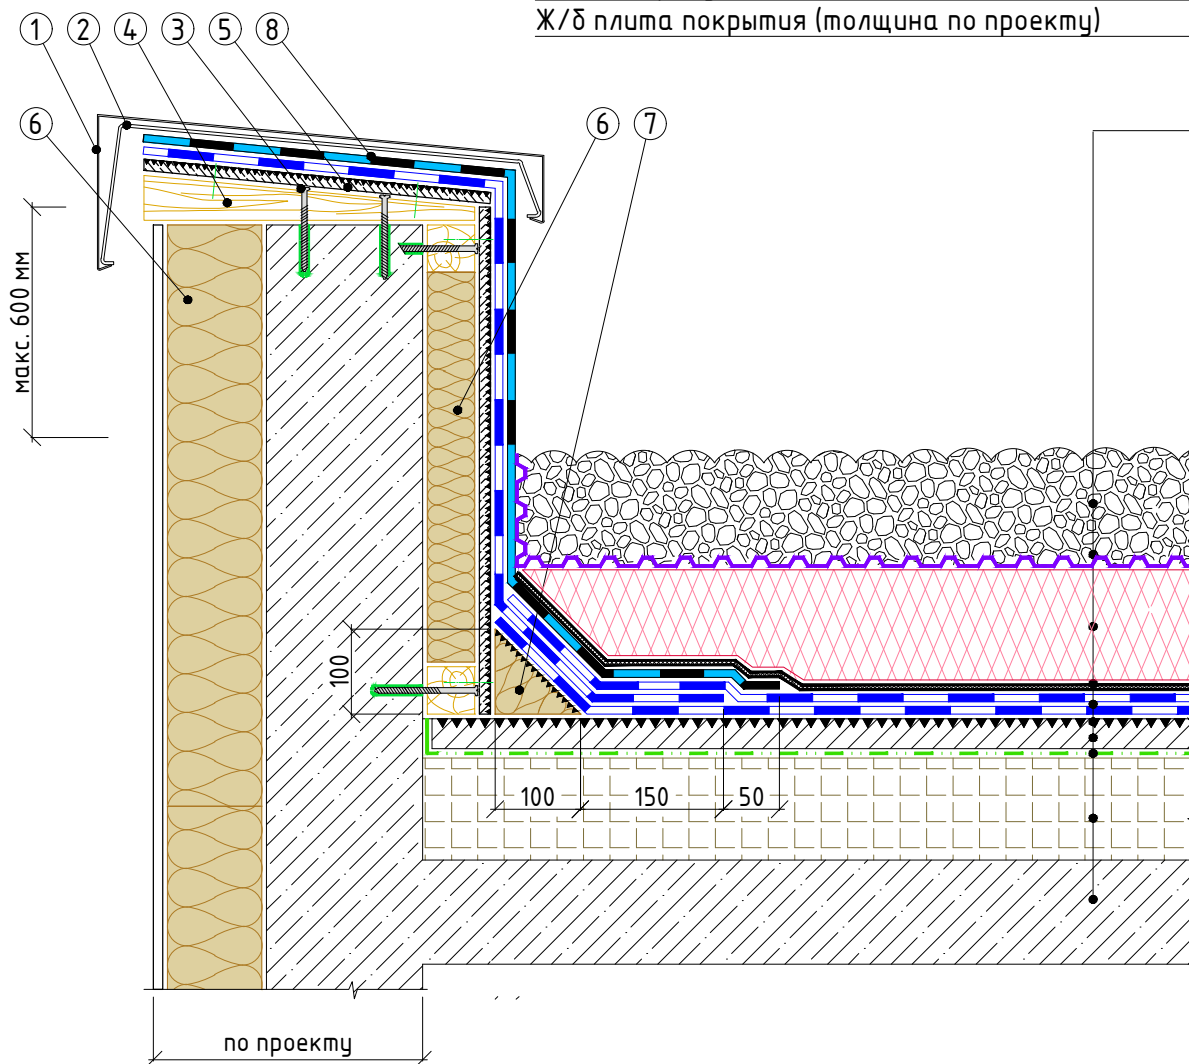 Ж/б плита покрытия (толщина по проекту)
1 2 4 3 5 8
6 6 7
макс. 600 мм
100
100 150 50
по проекту